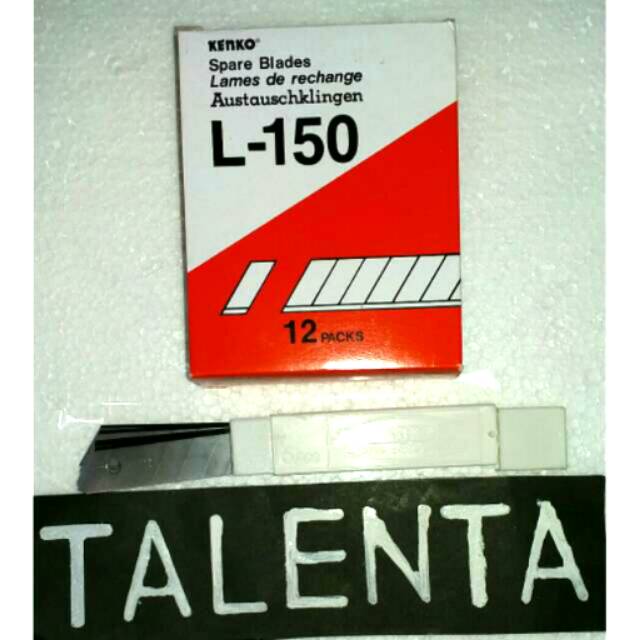 KENKO®
Spare Blades
Lames de rechange
Austauschklingen
L-150
12 PACKS
TALENTA